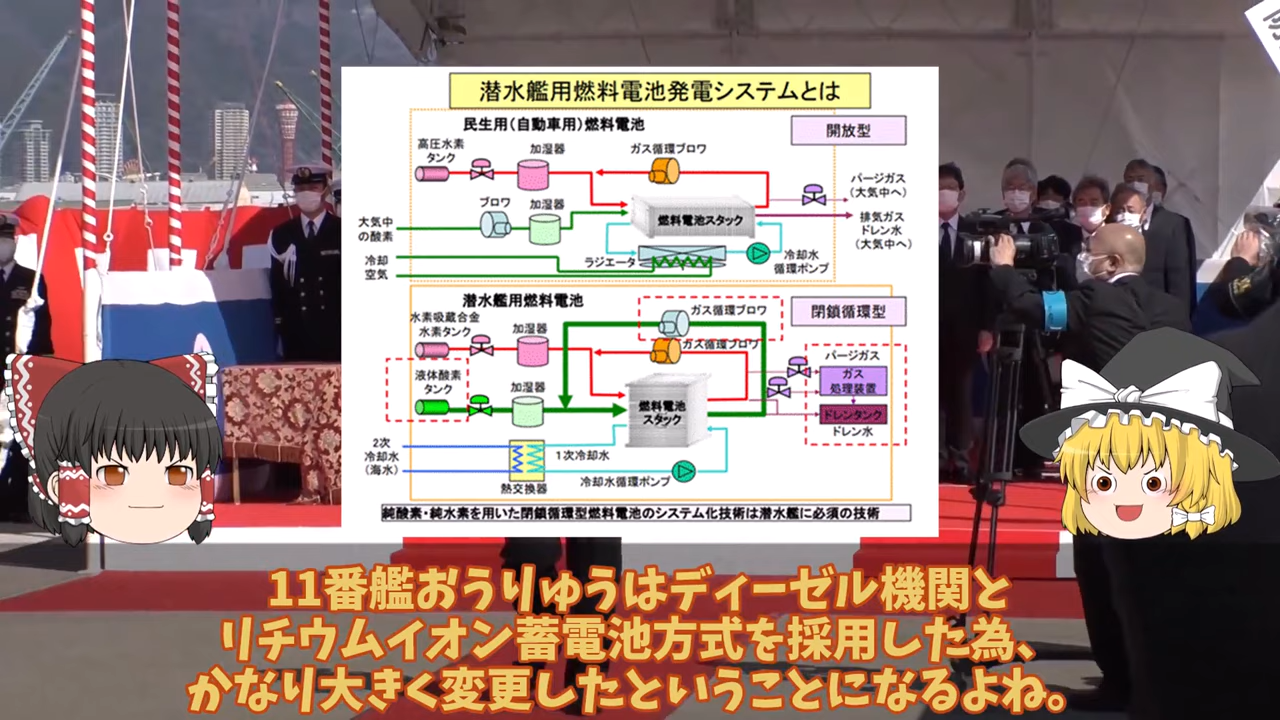 潜水艦用燃料電池発電システムとは
民生用(自動車用)燃料電池
開放型
高圧水素
タンク
加湿器
ガス循環ブロワ
パージガス
(大気中へ)
ブロワ
加湿器
大気中
の酸素
燃料電池スタック
排気ガス
ドレン水
(大気中へ)
冷却
空気
ラジエータ
冷却水
循環ポンプ
潜水艦用燃料電池
閉鎖循環型
水素吸蔵合金
水素タンク
加湿器
ガス循環ブロワ
ガス循環ブロワ
パージガス
ガス
処理装置
液体酸素
タンク
加湿器
燃料電池
スタック
ドレンタンク
ドレン水
2次
冷却水
(海水)
1次冷却水
熱交換器
冷却水循環ポンプ
純酸素・純水素を用いた閉鎖循環型燃料電池のシステム化技術は潜水艦に必須の技術
11番艦おうりゅうはディーゼル機関と
リチウムイオン蓄電池方式を採用した為、
かなり大きく変更したということになるよね。